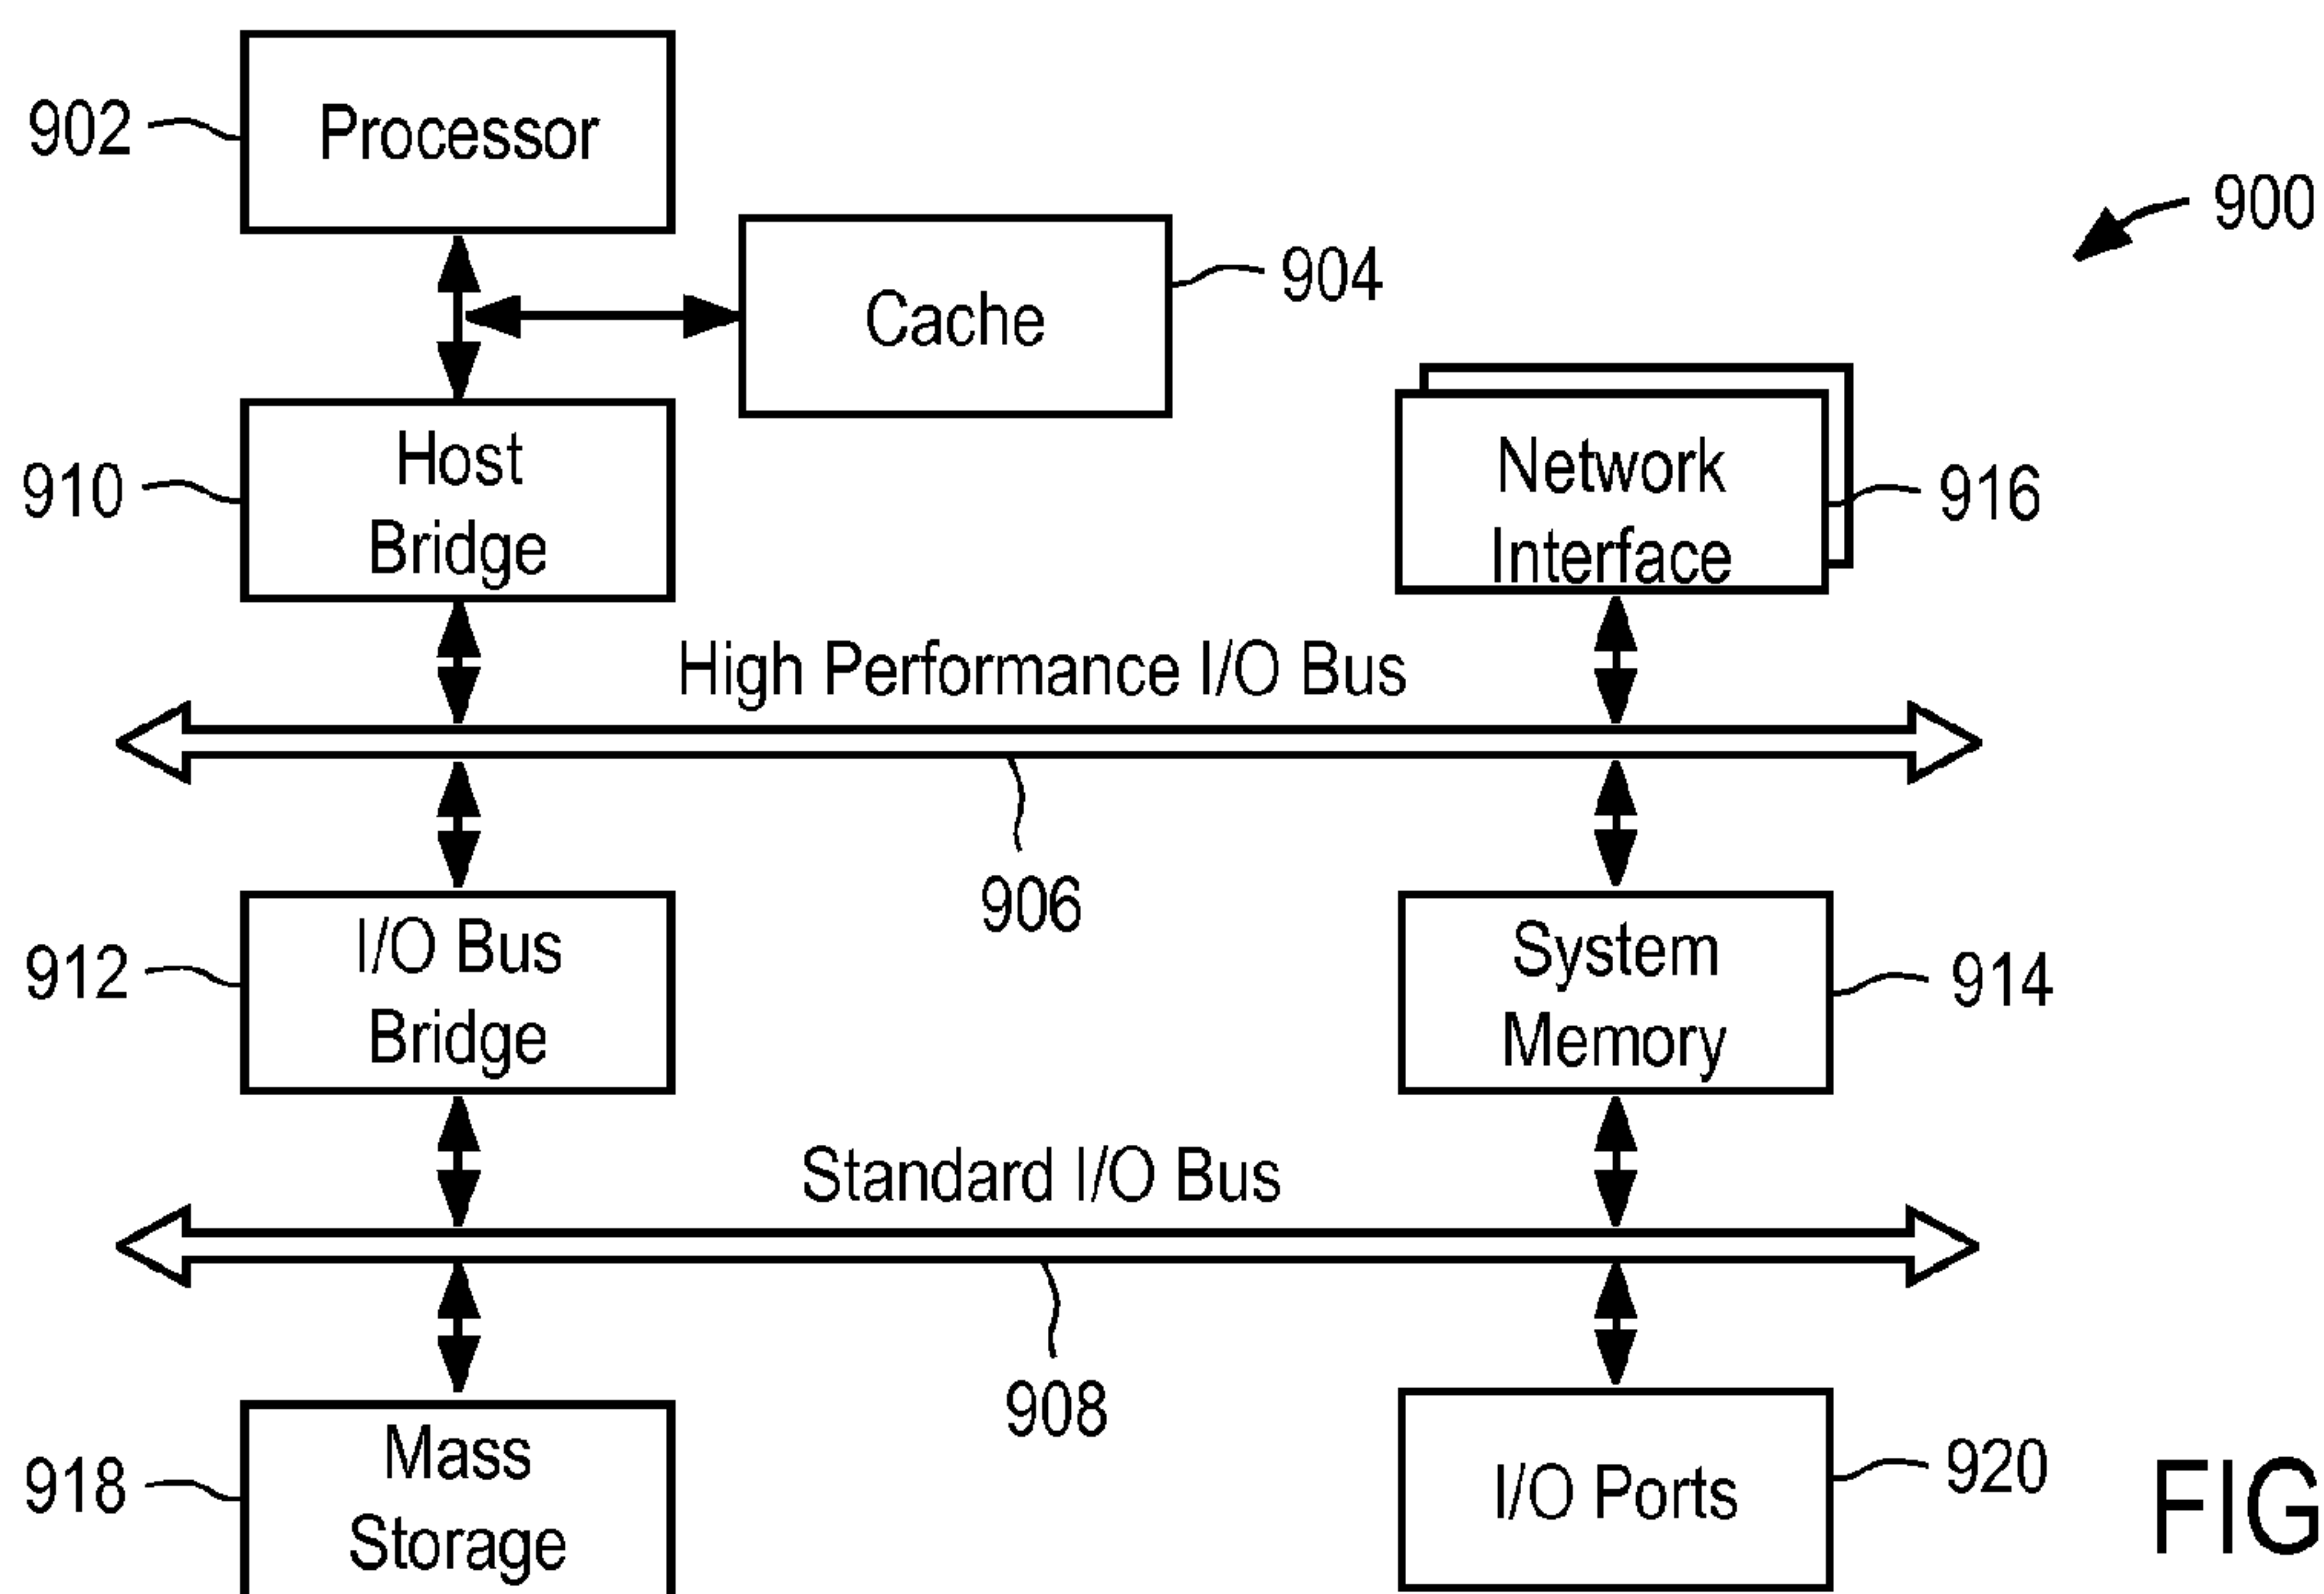 902
Processor
900
904
Cache
910
Host
Bridge
Network
Interface
916
High Performance I/O Bus
906
912
I/O Bus
Bridge
System
Memory
914
Standard I/O Bus
908
918
Mass
Storage
I/O Ports
920
FIG